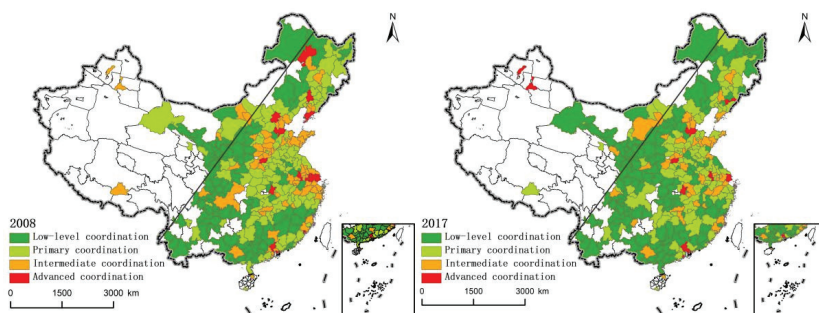 N
2008
Low-level coordination
Primary coordination
Intermediate coordination
Advanced coordination
0 1500 3000 km
N
2017
Low-level coordination
Primary coordination
Intermediate coordination
Advanced coordination
0 1500 3000 km